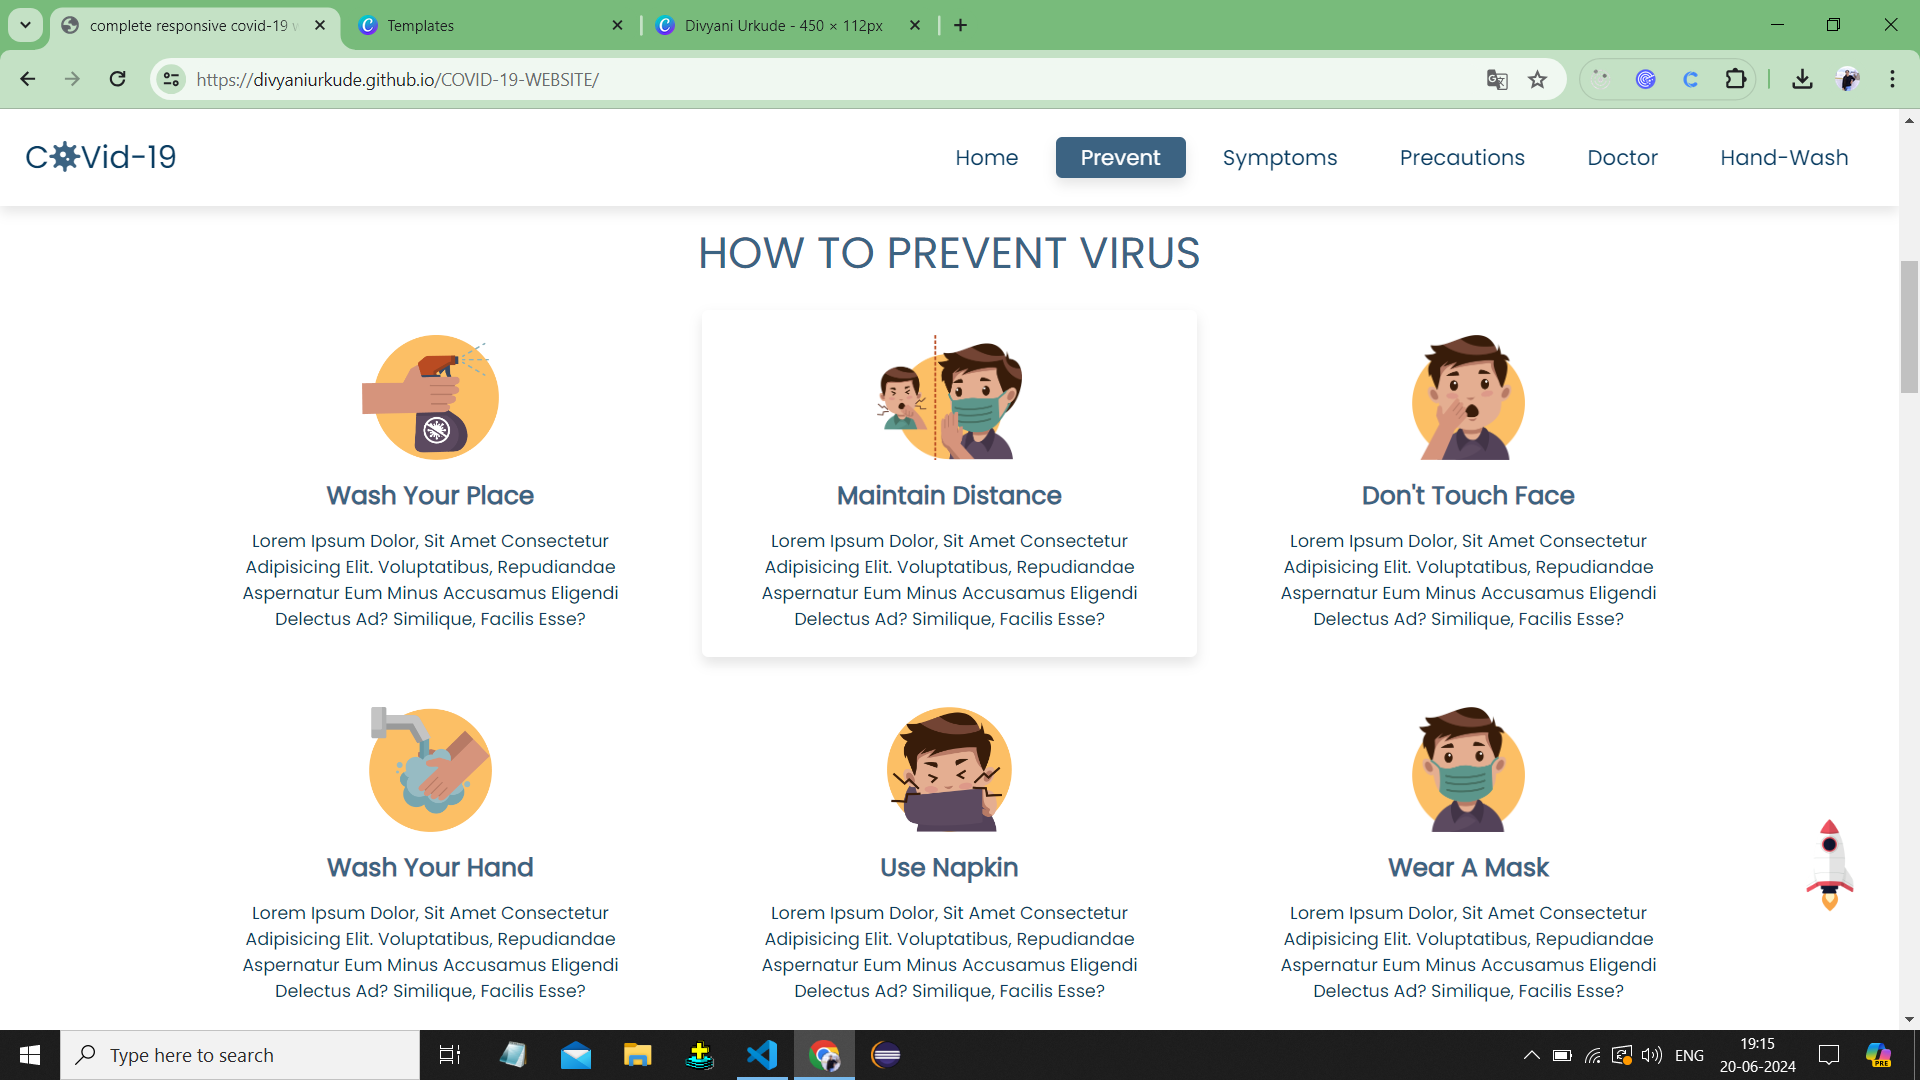 complete responsive covid-19 w
Templates
Divyani Urkude - 450 × 112px
https://divyaniurkude.github.io/COVID-19-WEBSITE/
COVid-19
Home
Prevent
Symptoms
Precautions
Doctor
Hand-Wash
HOW TO PREVENT VIRUS
Wash Your Place
Lorem Ipsum Dolor, Sit Amet Consectetur
Adipisicing Elit. Voluptatibus, Repudiandae
Aspernatur Eum Minus Accusamus Eligendi
Delectus Ad? Similique, Facilis Esse?
Maintain Distance
Lorem Ipsum Dolor, Sit Amet Consectetur
Adipisicing Elit. Voluptatibus, Repudiandae
Aspernatur Eum Minus Accusamus Eligendi
Delectus Ad? Similique, Facilis Esse?
Don't Touch Face
Lorem Ipsum Dolor, Sit Amet Consectetur
Adipisicing Elit. Voluptatibus, Repudiandae
Aspernatur Eum Minus Accusamus Eligendi
Delectus Ad? Similique, Facilis Esse?
Wash Your Hand
Lorem Ipsum Dolor, Sit Amet Consectetur
Adipisicing Elit. Voluptatibus, Repudiandae
Aspernatur Eum Minus Accusamus Eligendi
Delectus Ad? Similique, Facilis Esse?
Use Napkin
Lorem Ipsum Dolor, Sit Amet Consectetur
Adipisicing Elit. Voluptatibus, Repudiandae
Aspernatur Eum Minus Accusamus Eligendi
Delectus Ad? Similique, Facilis Esse?
Wear A Mask
Lorem Ipsum Dolor, Sit Amet Consectetur
Adipisicing Elit. Voluptatibus, Repudiandae
Aspernatur Eum Minus Accusamus Eligendi
Delectus Ad? Similique, Facilis Esse?
Type here to search
ENG
19:15
20-06-2024
PRE